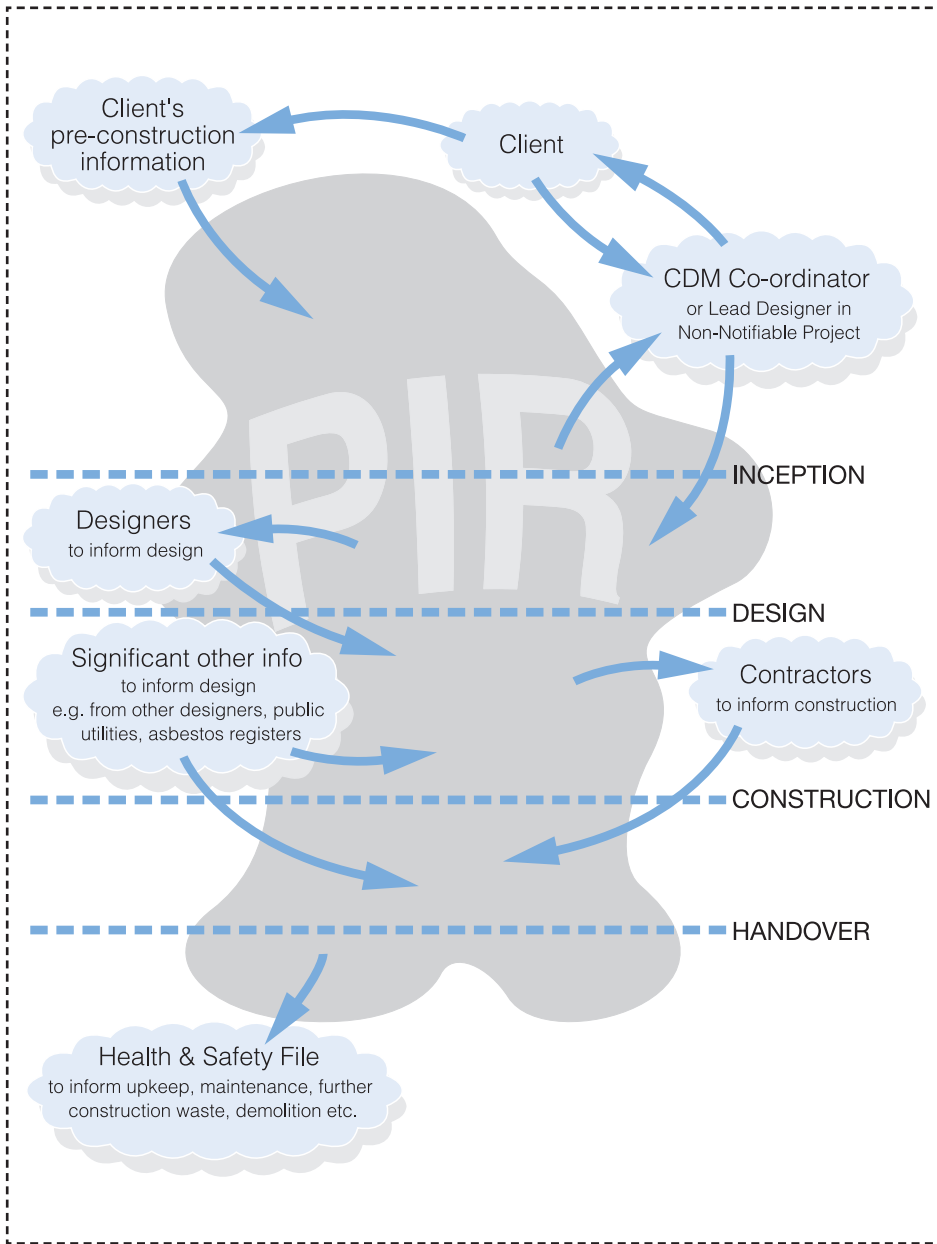 Client's
pre-construction
information
Client
CDM Co-ordinator
or Lead Designer in
Non-Notifiable Project
PIR
INCEPTION
Designers
to inform design
DESIGN
Significant other info
to inform design
e.g. from other designers, public
utilities, asbestos registers
Contractors
to inform construction
CONSTRUCTION
HANDOVER
Health & Safety File
to inform upkeep, maintenance, further
construction waste, demolition etc.